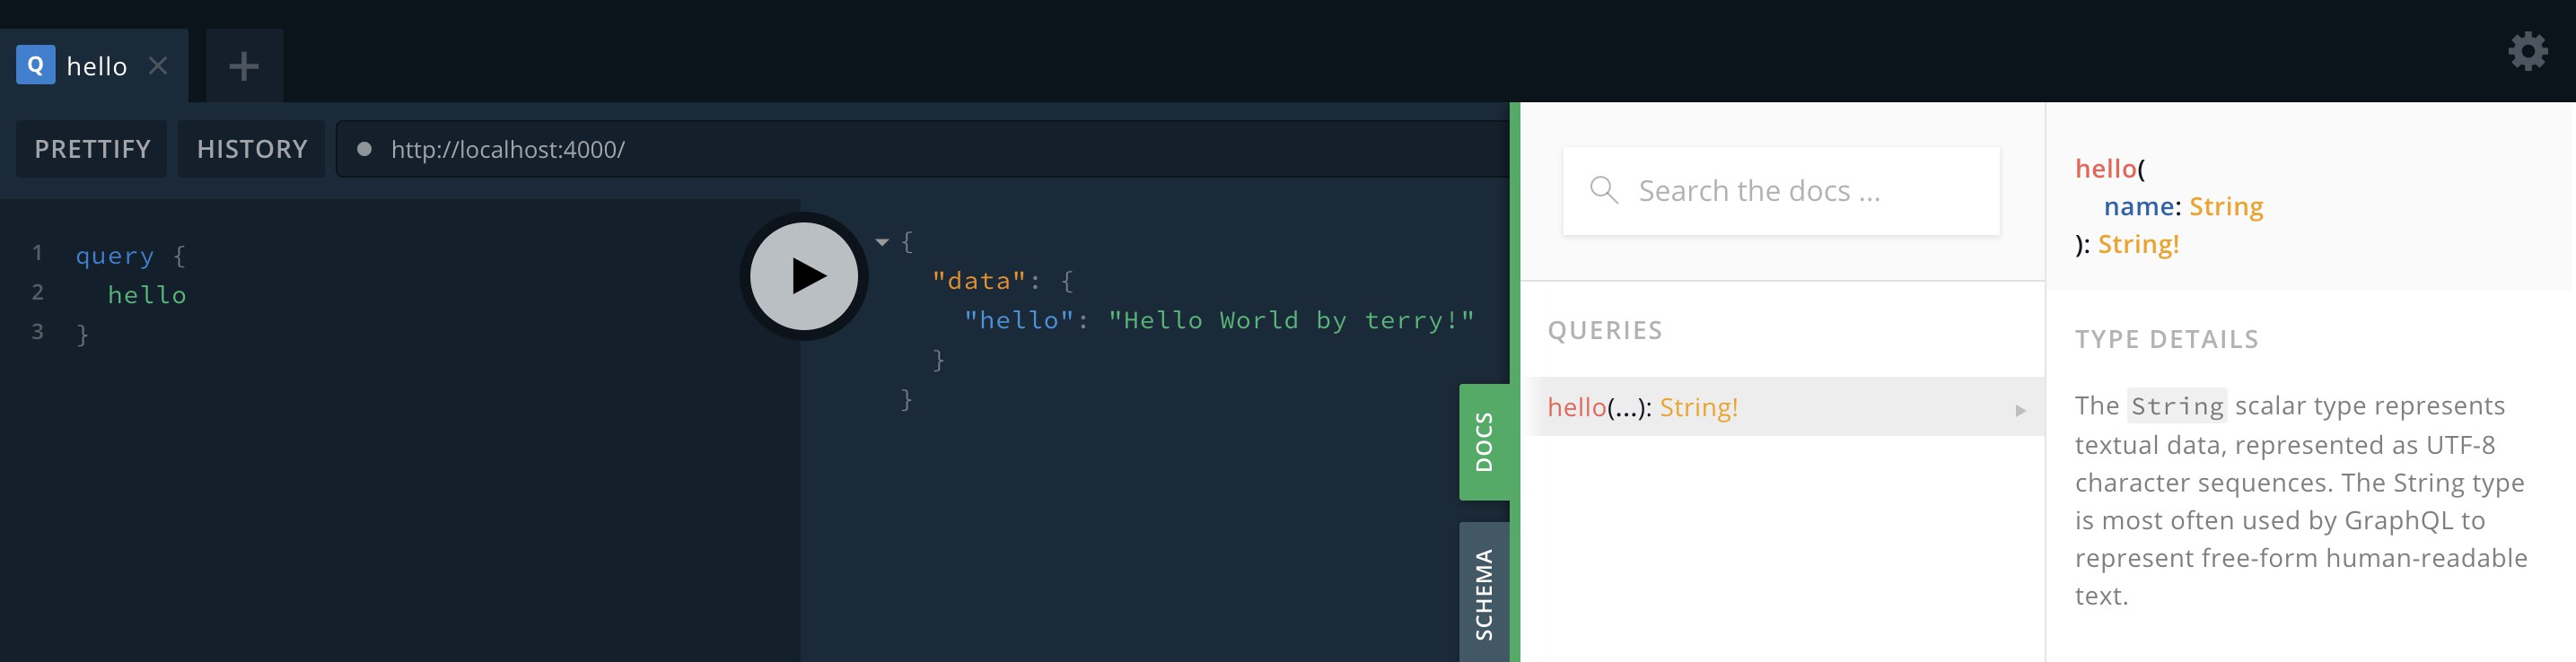 Q hello
PRETTIFY HISTORY http://localhost:4000/
1 query {
2 hello
3 }
{
"data": {
"hello": "Hello World by terry!"
}
}
DOCS
SCHEMA
Search the docs ...
QUERIES
hello(...): String!
hello(
name: String
): String!
TYPE DETAILS
The String scalar type represents
textual data, represented as UTF-8
character sequences. The String type
is most often used by GraphQL to
represent free-form human-readable
text.